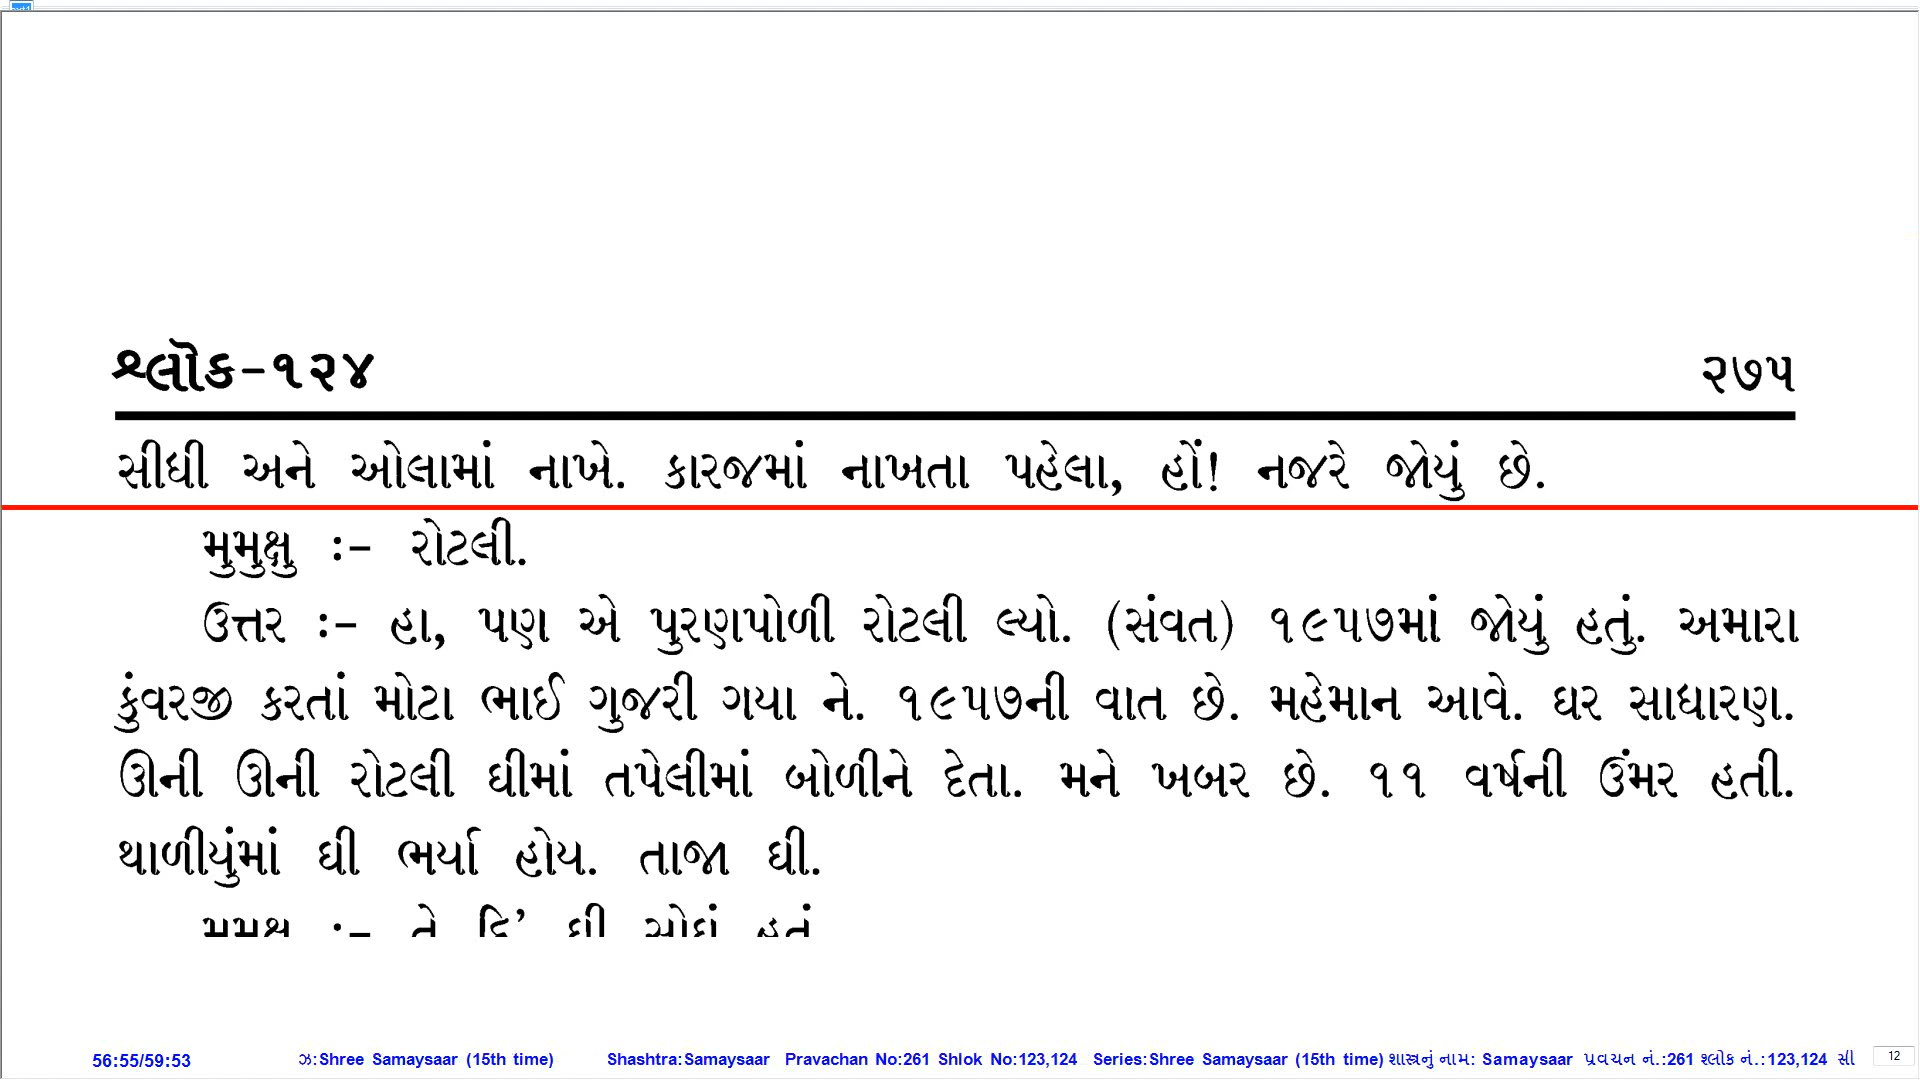 શ્લોક-૧૨૪ ૨૭૫
સીધી અને ઓલામાં નાખે. કારજમાં નાખતા પહેલા, હોં! નજરે જોયું છે.
મુમુક્ષુ :– રોટલી.
ઉત્તર :– હા, પણ એ પુરણપોળી રોટલી લ્યો. (સંવત) ૧૯૫૭માં જોયું હતું. અમારા
કુંવરજી કરતાં મોટા ભાઈ ગુજરી ગયા ને. ૧૯૫૭ની વાત છે. મહેમાન આવે. ઘર સાધારણ.
ઊની ઊની રોટલી ઘીમાં તપેલીમાં બોળીને દેતા. મને ખબર છે. ૧૧ વર્ષની ઉંમર હતી.
થાળીયુંમાં ઘી ભર્યા હોય. તાજા ઘી.
મુમુક્ષુ :– તે દિ’ ઘી સોંઘું હતું
56:55/59:53 ઝ:Shree Samaysaar (15th time) Shashtra:Samaysaar Pravachan No:261 Shlok No:123,124 Series:Shree Samaysaar (15th time) શાસ્ત્રનું નામ: Samaysaar પ્રવચન નં.:261 શ્લોક નં.:123,124 સી 12